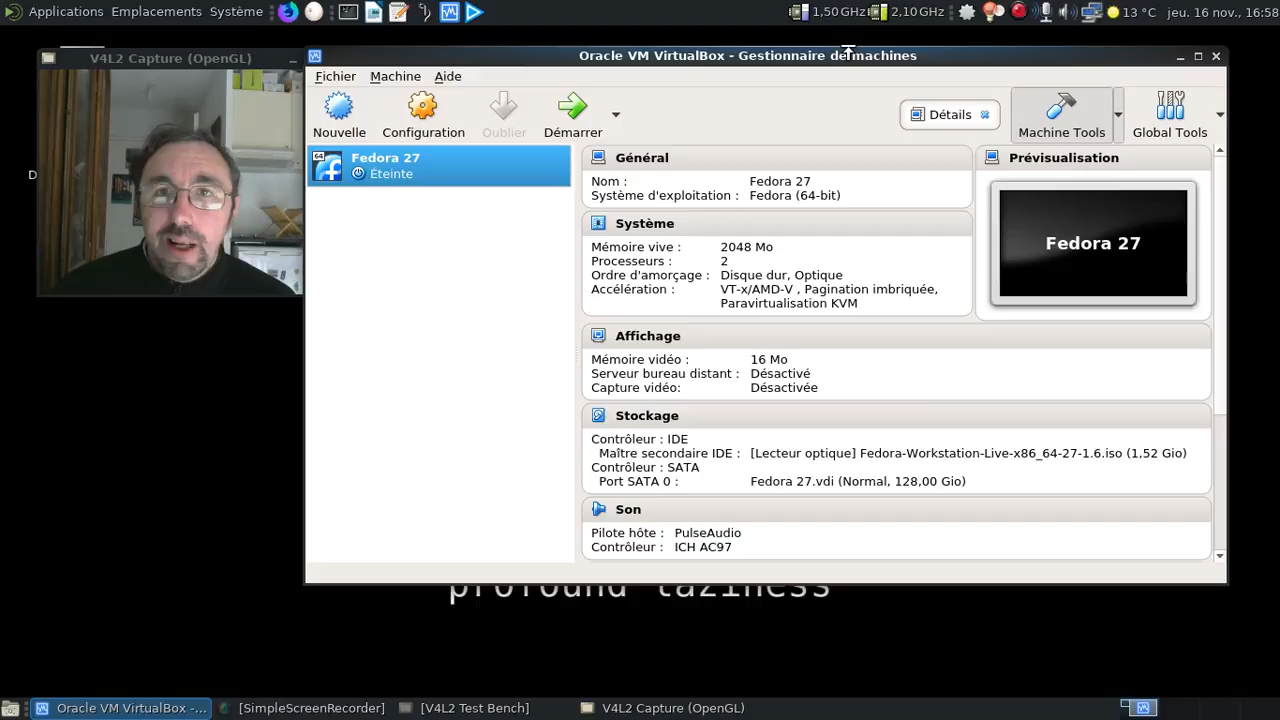 Applications Emplacements Système
1,50 GHz 2,10 GHz 13 °C jeu. 16 nov., 16:58
V4L2 Capture (OpenGL)
D
Oracle VM VirtualBox - Gestionnaire de machines
Fichier Machine Aide
Nouvelle Configuration Oublier Démarrer Détails Machine Tools Global Tools
64 Fedora 27
Éteinte
Général
Nom : Fedora 27
Système d'exploitation : Fedora (64-bit)
Système
Mémoire vive : 2048 Mo
Processeurs : 2
Ordre d'amorçage : Disque dur, Optique
Accélération : VT-x/AMD-V , Pagination imbriquée,
Paravirtualisation KVM
Prévisualisation
Fedora 27
Affichage
Mémoire vidéo : 16 Mo
Serveur bureau distant : Désactivé
Capture vidéo: Désactivée
Stockage
Contrôleur : IDE
Maître secondaire IDE : [Lecteur optique] Fedora-Workstation-Live-x86_64-27-1.6.iso (1,52 Gio)
Contrôleur : SATA
Port SATA 0 : Fedora 27.vdi (Normal, 128,00 Gio)
Son
Pilote hôte : PulseAudio
Contrôleur : ICH AC97
profound laziness
Oracle VM VirtualBox -... [SimpleScreenRecorder] [V4L2 Test Bench] V4L2 Capture (OpenGL)